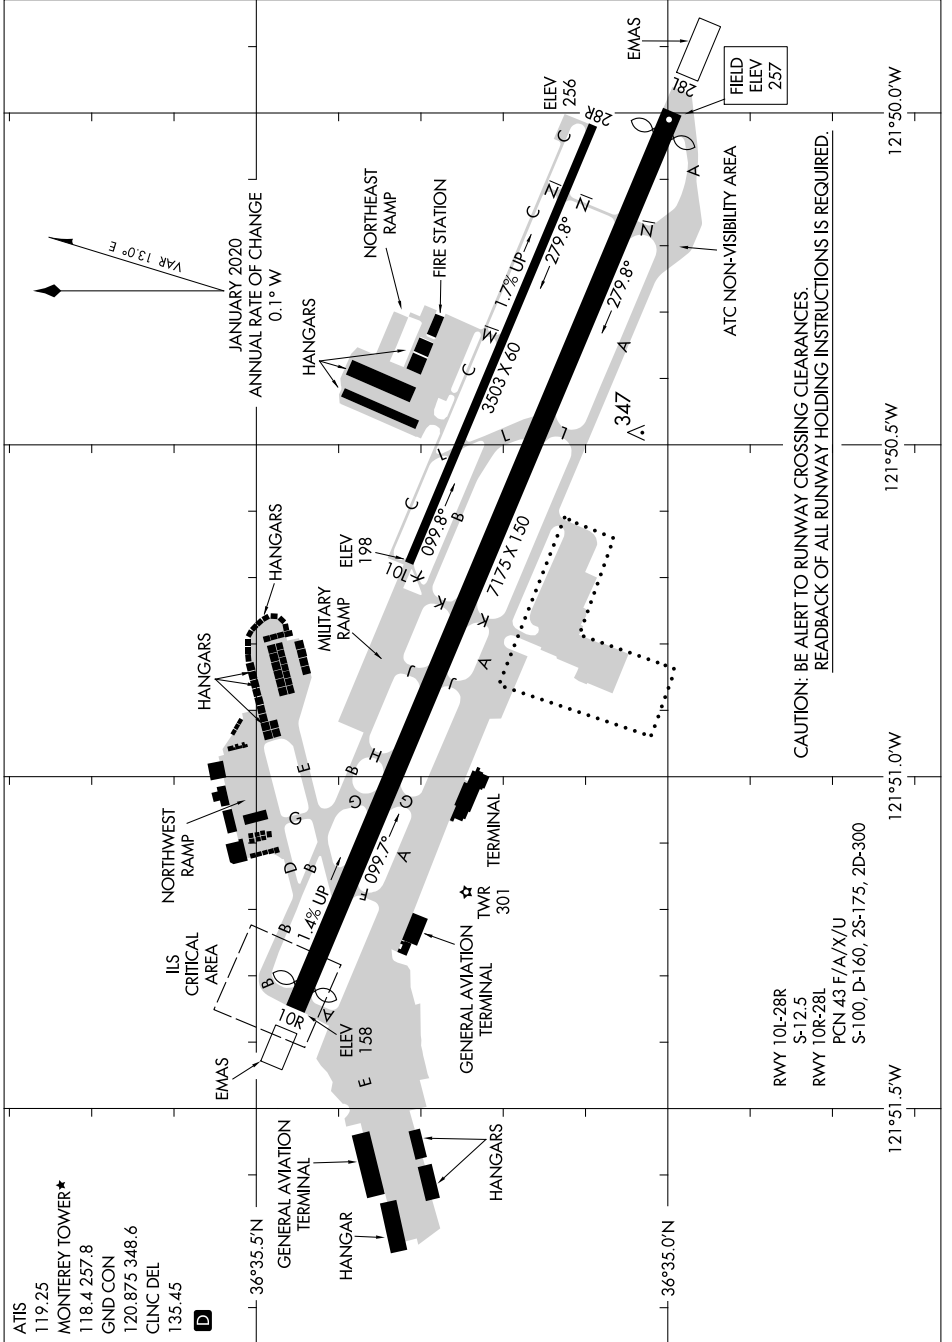 ATIS
119.25
MONTEREY TOWER★
118.4 257.8
GND CON
120.875 348.6
CLNC DEL
135.45
D
JANUARY 2020
ANNUAL RATE OF CHANGE
0.1° W
VAR 13.0° E
36°35.5'N
36°35.0'N
121°51.5'W
121°51.0'W
121°50.5'W
121°50.0'W
GENERAL AVIATION
TERMINAL
HANGAR
HANGARS
EMAS
ILS
CRITICAL
AREA
10R
ELEV
158
E
NORTHWEST
RAMP
HANGARS
HANGARS
GENERAL AVIATION
TERMINAL
TWR
301
TERMINAL
MILITARY
RAMP
ELEV
198
10L
HANGARS
NORTHEAST
RAMP
FIRE STATION
ELEV
256
28R
EMAS
28L
FIELD
ELEV
257
ATC NON-VISIBILITY AREA
347
1.4% UP
099.7°
7175 X 150
279.8°
099.8°
3503 X 60
1.7% UP
279.8°
B
B
B
D
G
E
B
G
G
H
F
A
A
J
J
A
K
K
K
B
C
L
L
L
C
M
C
N
N
N
C
A
A
CAUTION: BE ALERT TO RUNWAY CROSSING CLEARANCES.
READBACK OF ALL RUNWAY HOLDING INSTRUCTIONS IS REQUIRED.
RWY 10L-28R
S-12.5
RWY 10R-28L
PCN 43 F/A/X/U
S-100, D-160, 2S-175, 2D-300